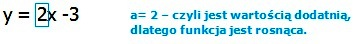 y = 2x -3
a= 2 – czyli jest wartością dodatnią,
dlatego funkcja jest rosnąca.